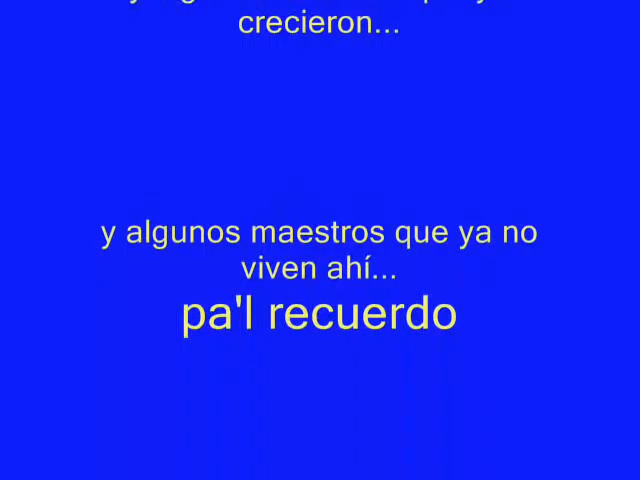 crecieron...
y algunos maestros que ya no
viven ahí...
pa'l recuerdo